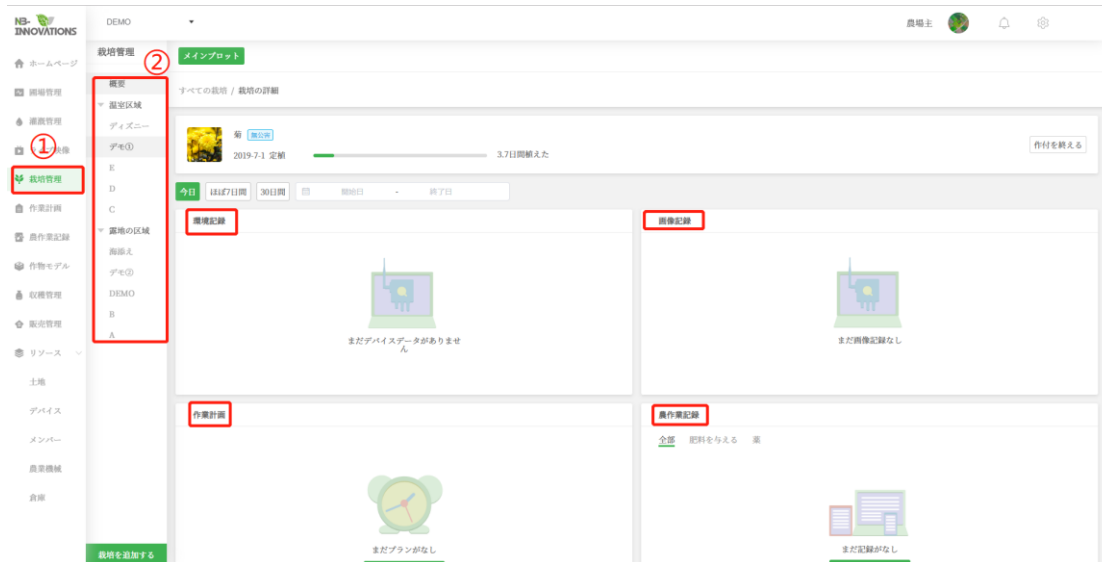 NB-
INNOVATIONS
DEMO
農場主
ホームページ
圃場管理
灌漑管理
①
栽培管理
作業計画
農作業記録
作物モデル
収穫管理
販売管理
リソース
土地
デバイス
メンバー
農業機械
倉庫
栽培管理
②
概要
温室区域
ディズニー
デモ①
E
D
C
露地の区域
海添え
デモ②
DEMO
B
A
栽培を追加する
メインプロット
すべての栽培 / 栽培の詳細
菊 無公害
2019-7-1 定植 3.7日間植えた
作付を終える
今日 ほぼ7日間 30日間 開始日 - 終了日
環境記録
まだデバイスデータがありませ
ん
画像記録
まだ画像記録なし
作業計画
まだプランがなし
農作業記録
全部 肥料を与える 薬
まだ記録がなし